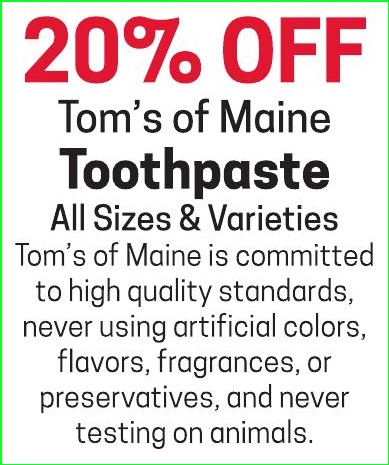 20% OFF
Tom's of Maine
Toothpaste
All Sizes & Varieties
Tom's of Maine is committed
to high quality standards,
never using artificial colors,
flavors, fragrances, or
preservatives, and never
testing on animals.